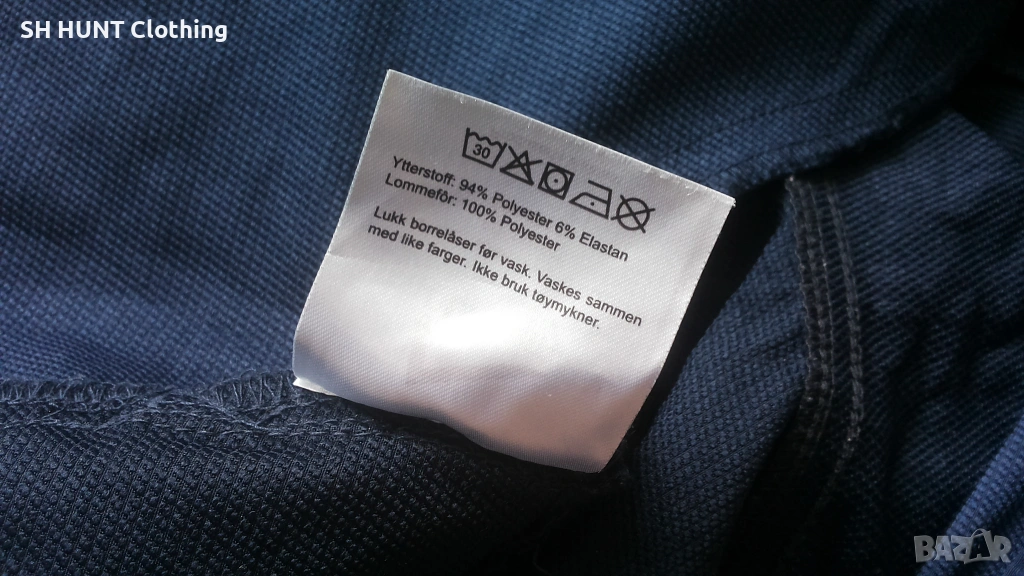 SH HUNT Clothing
30
Ytterstoff: 94% Polyester 6% Elastan
Lommefôr: 100% Polyester
Lukk borrelåser før vask. Vaskes sammen
med like farger. Ikke bruk tøymykner.
BAZAR